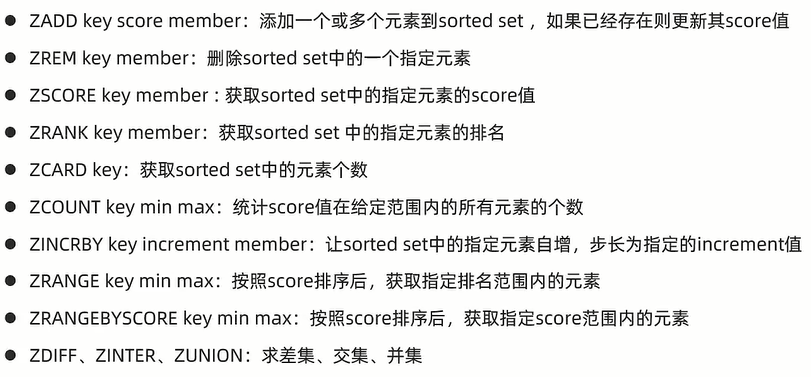 ● ZADD key score member：添加一个或多个元素到sorted set ，如果已经存在则更新其score值
● ZREM key member：删除sorted set中的一个指定元素
● ZSCORE key member : 获取sorted set中的指定元素的score值
● ZRANK key member：获取sorted set 中的指定元素的排名
● ZCARD key：获取sorted set中的元素个数
● ZCOUNT key min max：统计score值在给定范围内的所有元素的个数
● ZINCRBY key increment member：让sorted set中的指定元素自增，步长为指定的increment值
● ZRANGE key min max：按照score排序后，获取指定排名范围内的元素
● ZRANGEBYSCORE key min max：按照score排序后，获取指定score范围内的元素
● ZDIFF、ZINTER、ZUNION：求差集、交集、并集